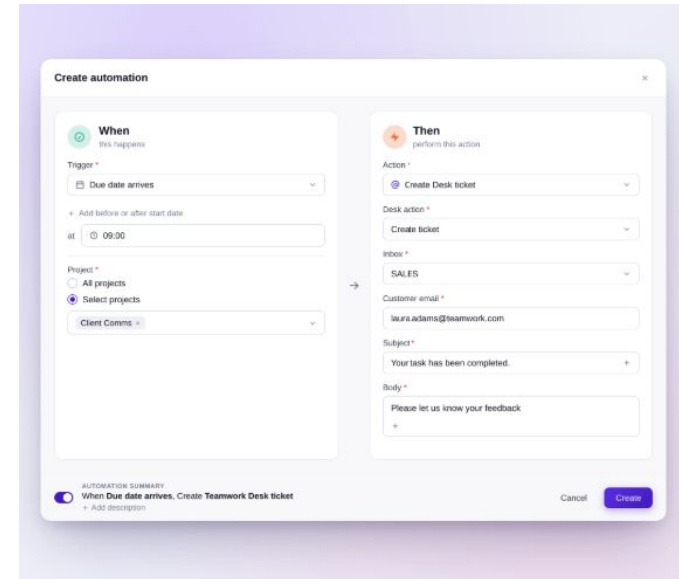 Create automation
×
When
this happens
Trigger *
Due date arrives
+ Add before or after start date
at 09:00
Project *
All projects
Select projects
Client Comms ×
→
Then
perform this action
Action *
Create Desk ticket
Desk action *
Create ticket
Inbox *
SALES
Customer email *
laura.adams@teamwork.com
Subject *
Your task has been completed. +
Body *
Please let us know your feedback
+
AUTOMATION SUMMARY
When Due date arrives, Create Teamwork Desk ticket
+ Add description
Cancel Create